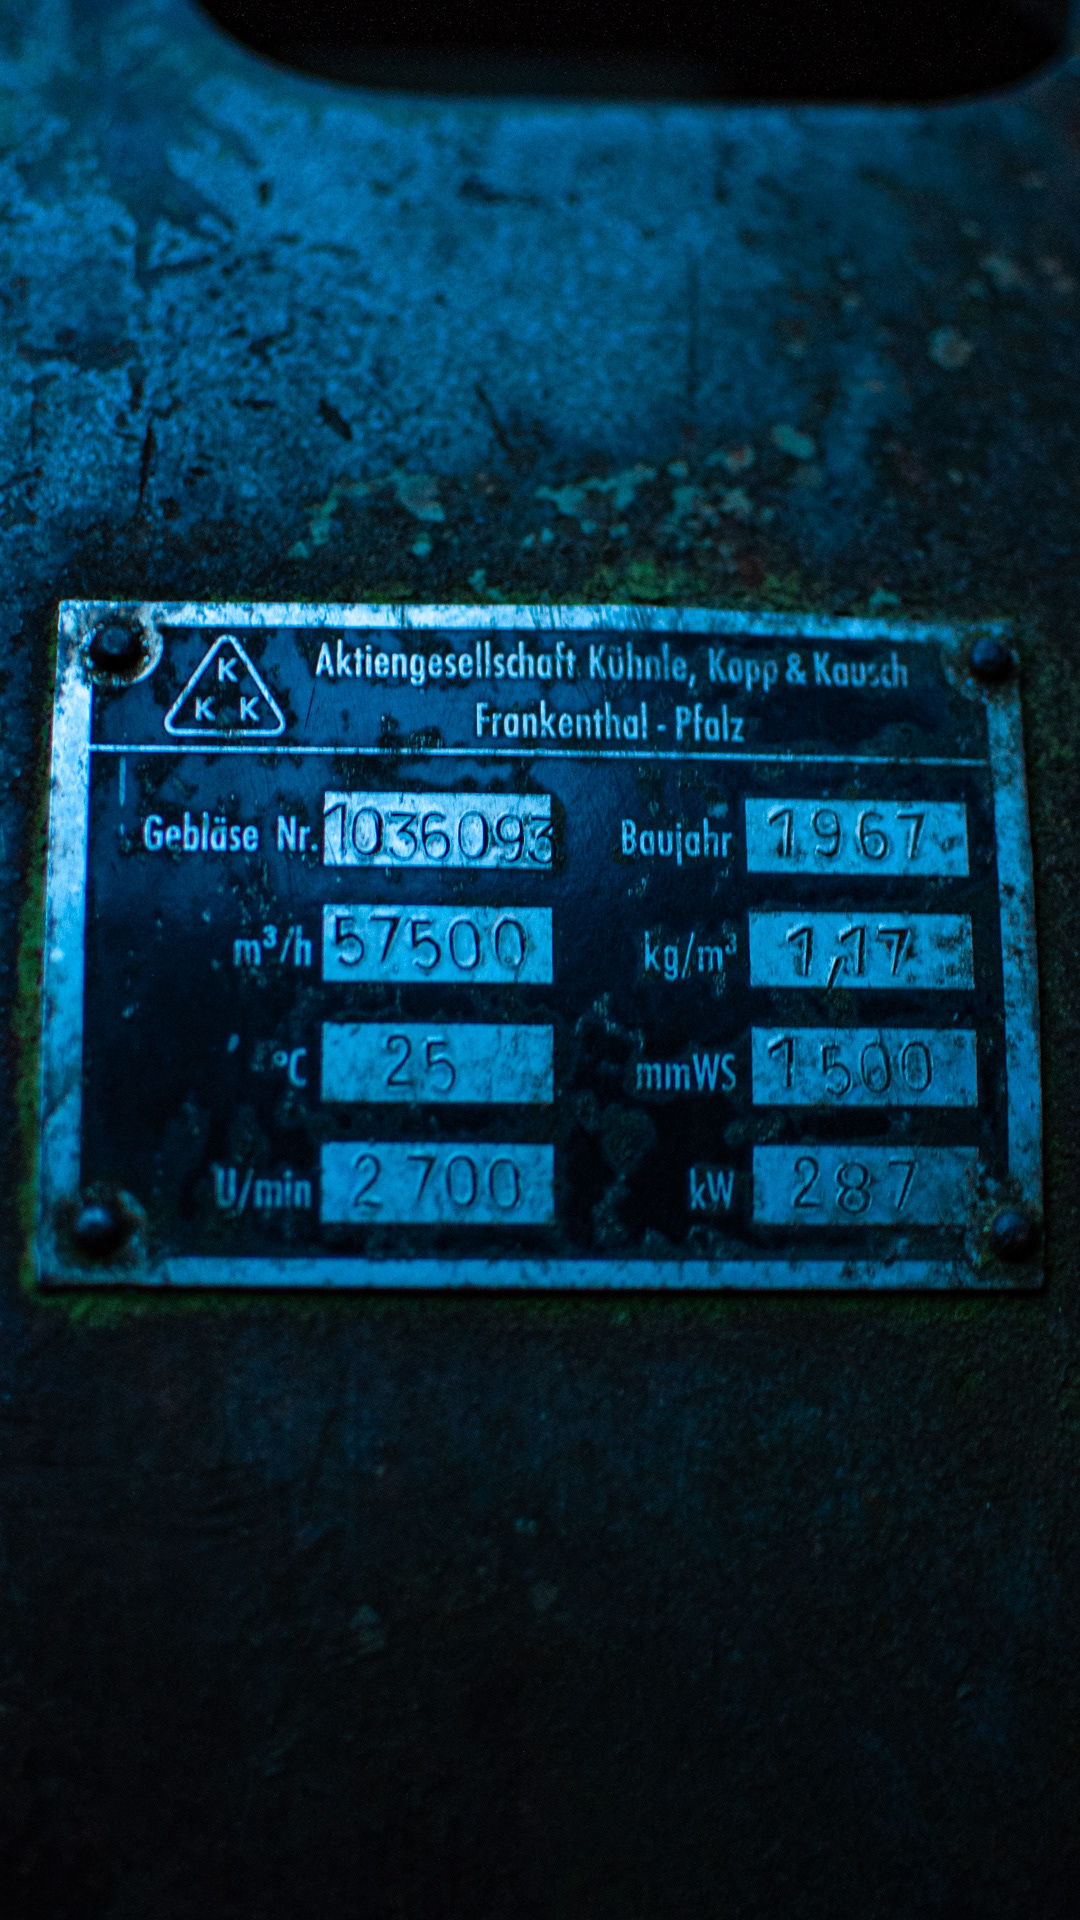 K
K K
Aktiengesellschaft Kühnle, Kopp & Kausch
Frankenthal - Pfalz
Gebläse Nr. 1036093 Baujahr 1967
m³/h 57500 kg/m³ 1,17
°C 25 mmWS 1500
U/min 2700 kW 287